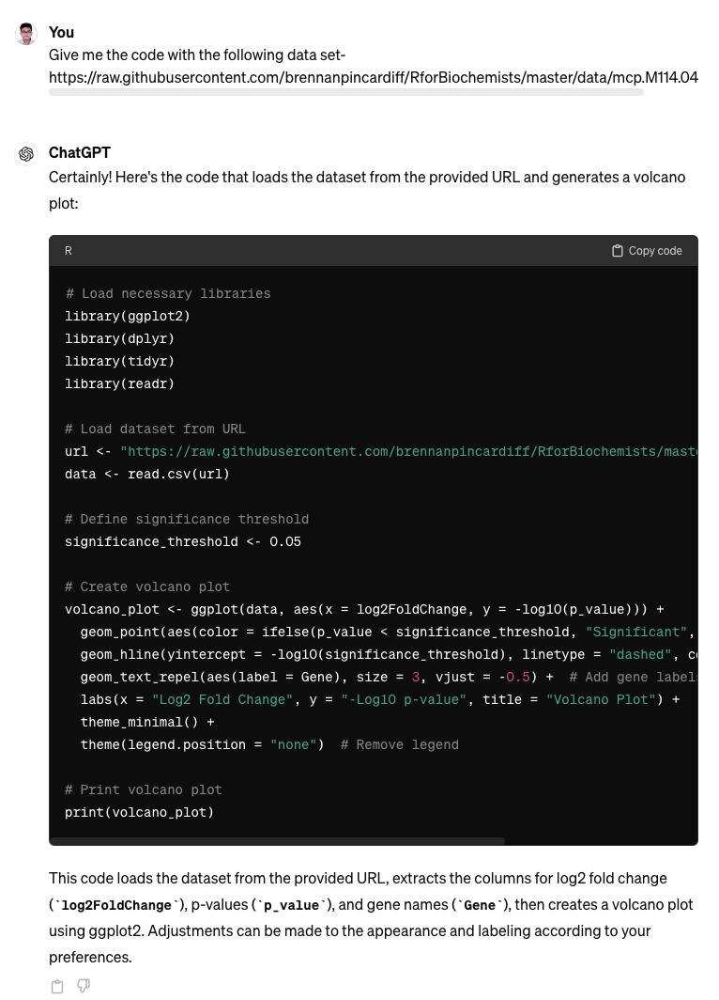 You
Give me the code with the following data set-
https://raw.githubusercontent.com/brennanpincardiff/RforBiochemists/master/data/mcp.M114.04
ChatGPT
Certainly! Here's the code that loads the dataset from the provided URL and generates a volcano
plot:
R Copy code
# Load necessary libraries
library(ggplot2)
library(dplyr)
library(tidyr)
library(readr)
# Load dataset from URL
url <- "https://raw.githubusercontent.com/brennanpincardiff/RforBiochemists/mast
data <- read.csv(url)
# Define significance threshold
significance_threshold <- 0.05
# Create volcano plot
volcano_plot <- ggplot(data, aes(x = log2FoldChange, y = -log10(p_value))) +
geom_point(aes(color = ifelse(p_value < significance_threshold, "Significant",
geom_hline(yintercept = -log10(significance_threshold), linetype = "dashed", c
geom_text_repel(aes(label = Gene), size = 3, vjust = -0.5) + # Add gene label
labs(x = "Log2 Fold Change", y = "-Log10 p-value", title = "Volcano Plot") +
theme_minimal() +
theme(legend.position = "none") # Remove legend
# Print volcano plot
print(volcano_plot)
This code loads the dataset from the provided URL, extracts the columns for log2 fold change
(`log2FoldChange`), p-values (`p_value`), and gene names (`Gene`), then creates a volcano plot
using ggplot2. Adjustments can be made to the appearance and labeling according to your
preferences.